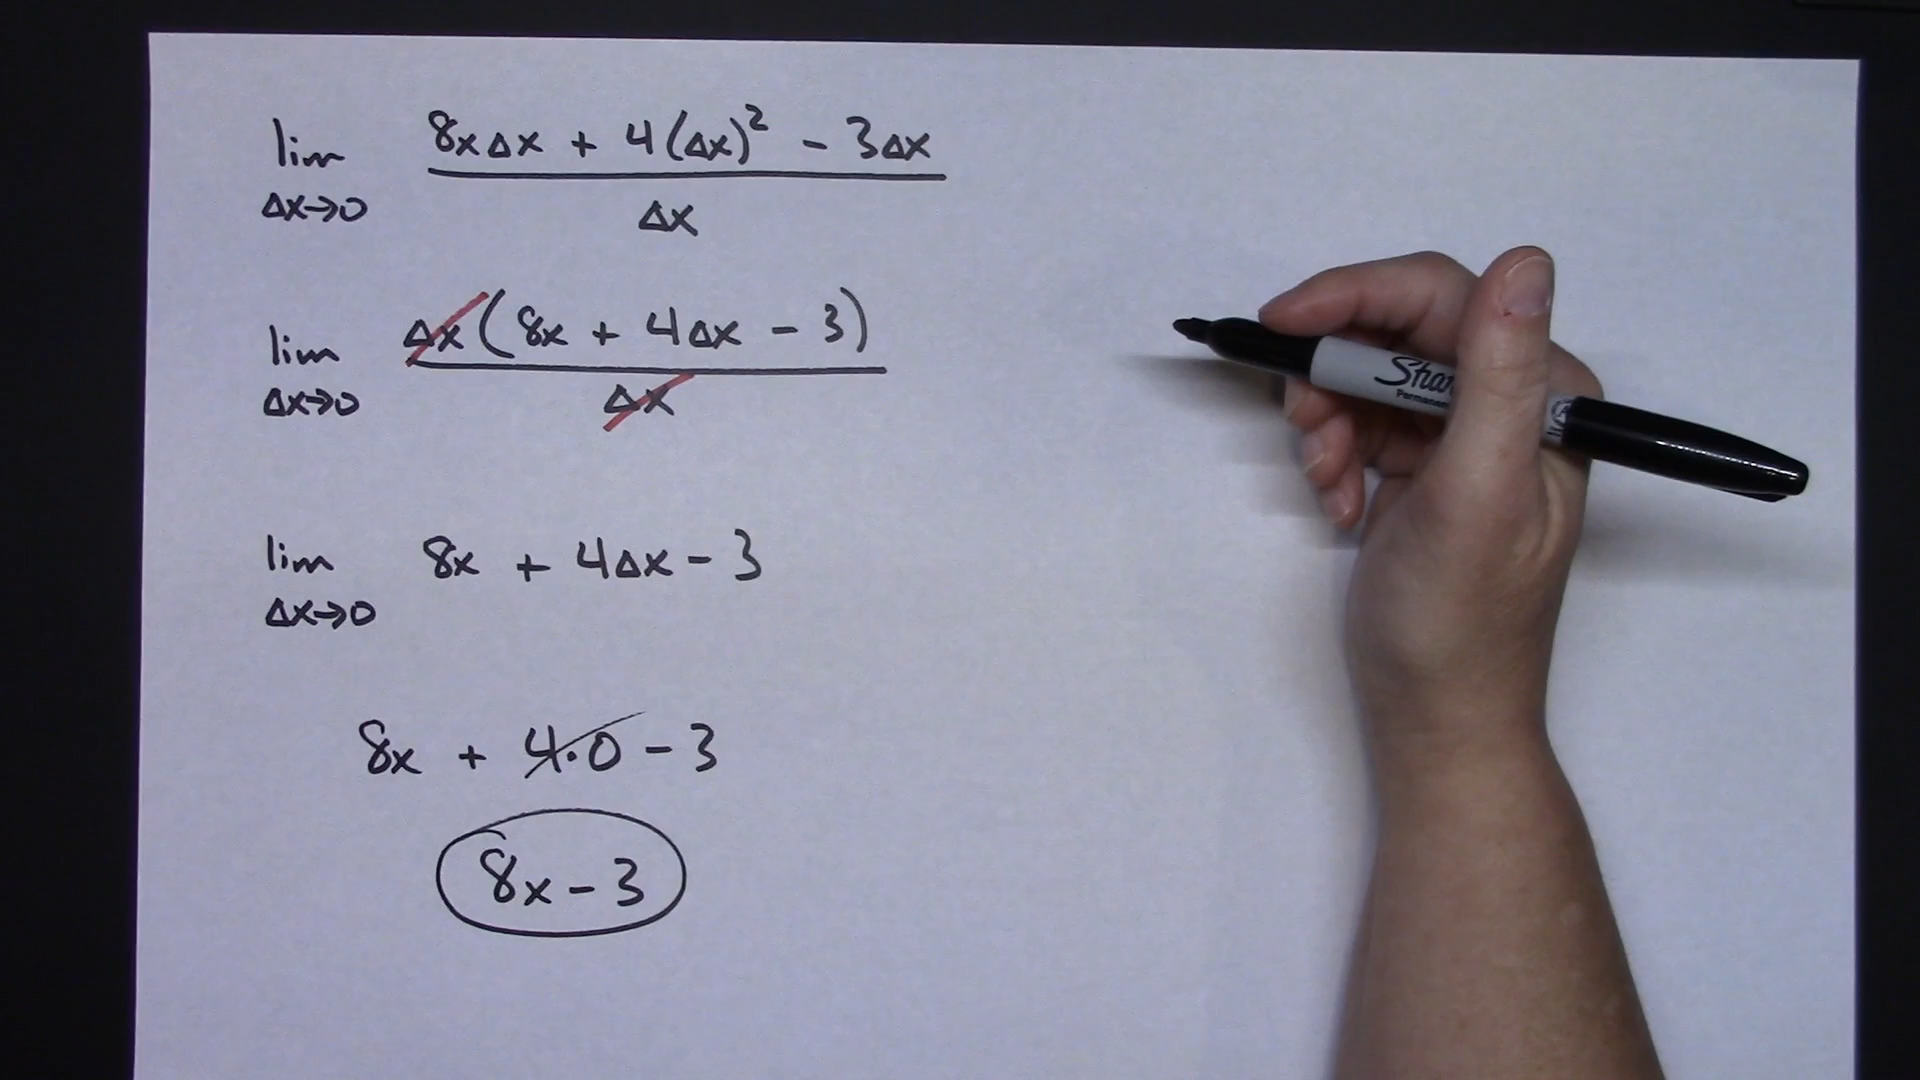 lim Δx→0 (8xΔx + 4(Δx)² - 3Δx) / Δx
lim Δx→0 Δx(8x + 4Δx - 3) / Δx
lim Δx→0 8x + 4Δx - 3
8x + 4·0 - 3
8x - 3
Permanen